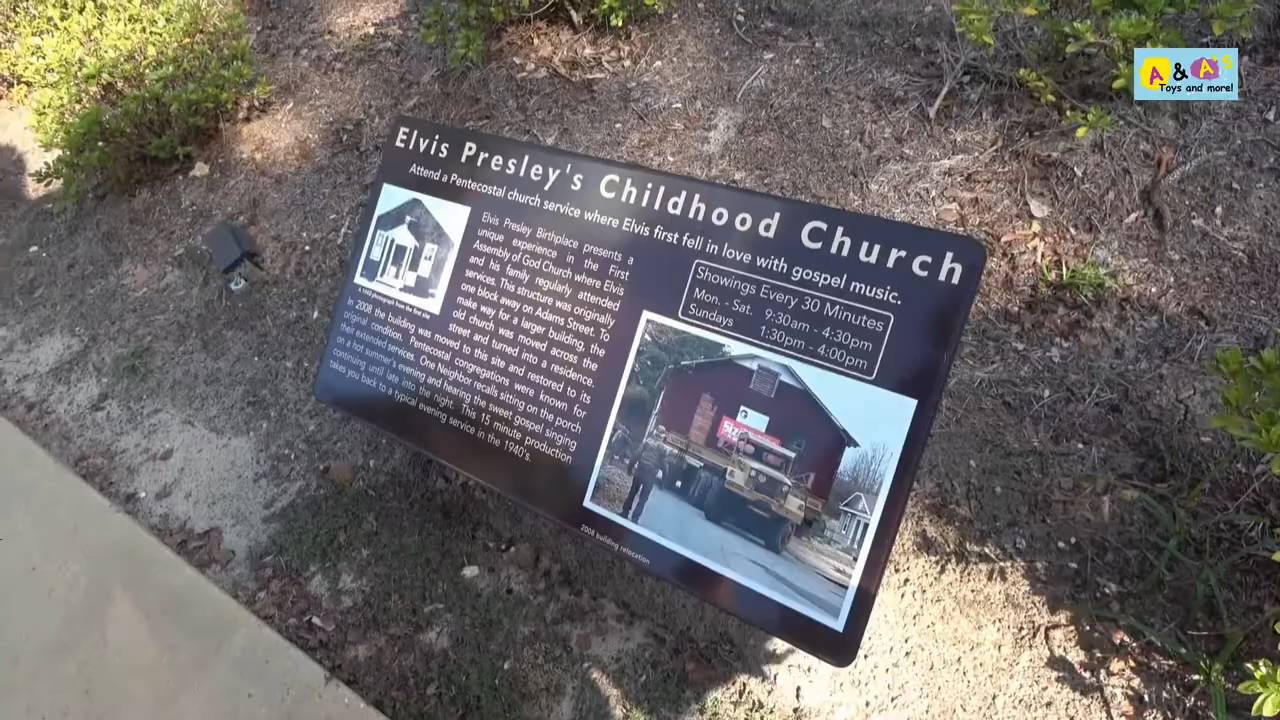 A & A's
Toys and more!
Elvis Presley's Childhood Church
Attend a Pentecostal church service where Elvis first fell in love with gospel music.
Elvis Presley Birthplace presents a
unique experience in the First
Assembly of God Church where Elvis
and his family regularly attended
services. This structure was originally
one block away on Adams Street. To
make way for a larger building, the
old church was moved across the
street and turned into a residence.
In 2008 the building was moved to this site and restored to its
original condition. Pentecostal congregations were known for
their extended services. One Neighbor recalls sitting on the porch
on a hot summer's evening and hearing the sweet gospel singing
continuing until late into the night. This 15 minute production
takes you back to a typical evening service in the 1940's.
Showings Every 30 Minutes
Mon. - Sat. 9:30am - 4:30pm
Sundays 1:30pm - 4:00pm
2008 building relocation